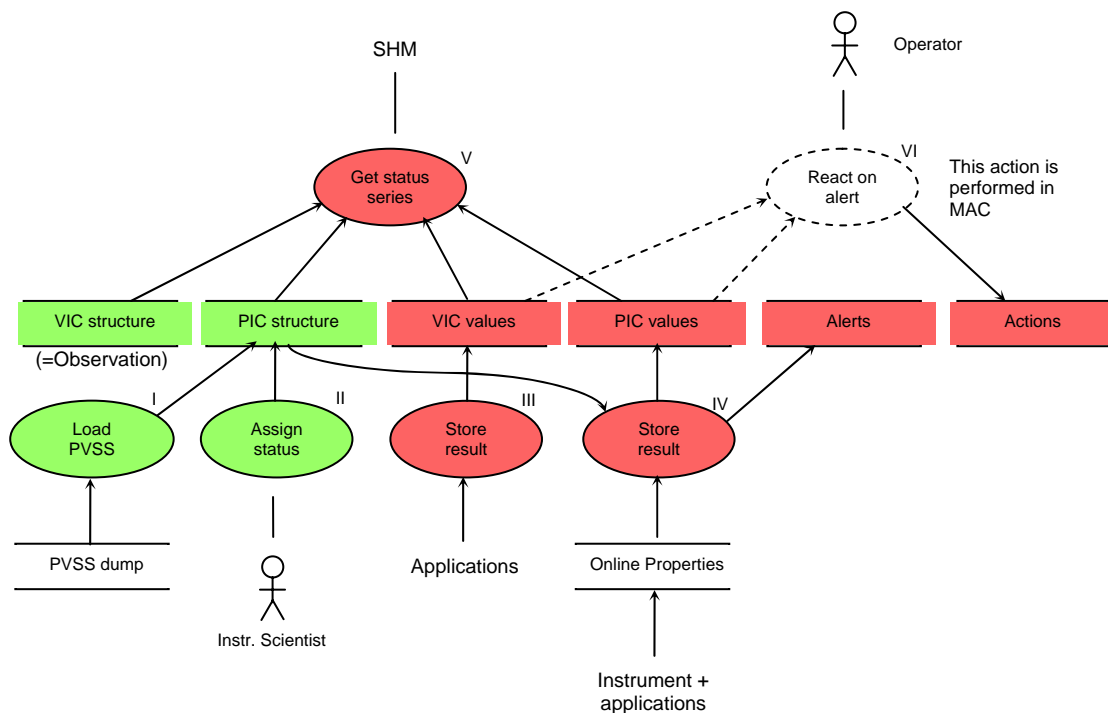 SHM
Operator
V
VI
Get status
series
React on
alert
This action is
performed in
MAC
VIC structure
PIC structure
VIC values
PIC values
Alerts
Actions
(=Observation)
I
II
III
IV
Load
PVSS
Assign
status
Store
result
Store
result
PVSS dump
Applications
Online Properties
Instr. Scientist
Instrument +
applications